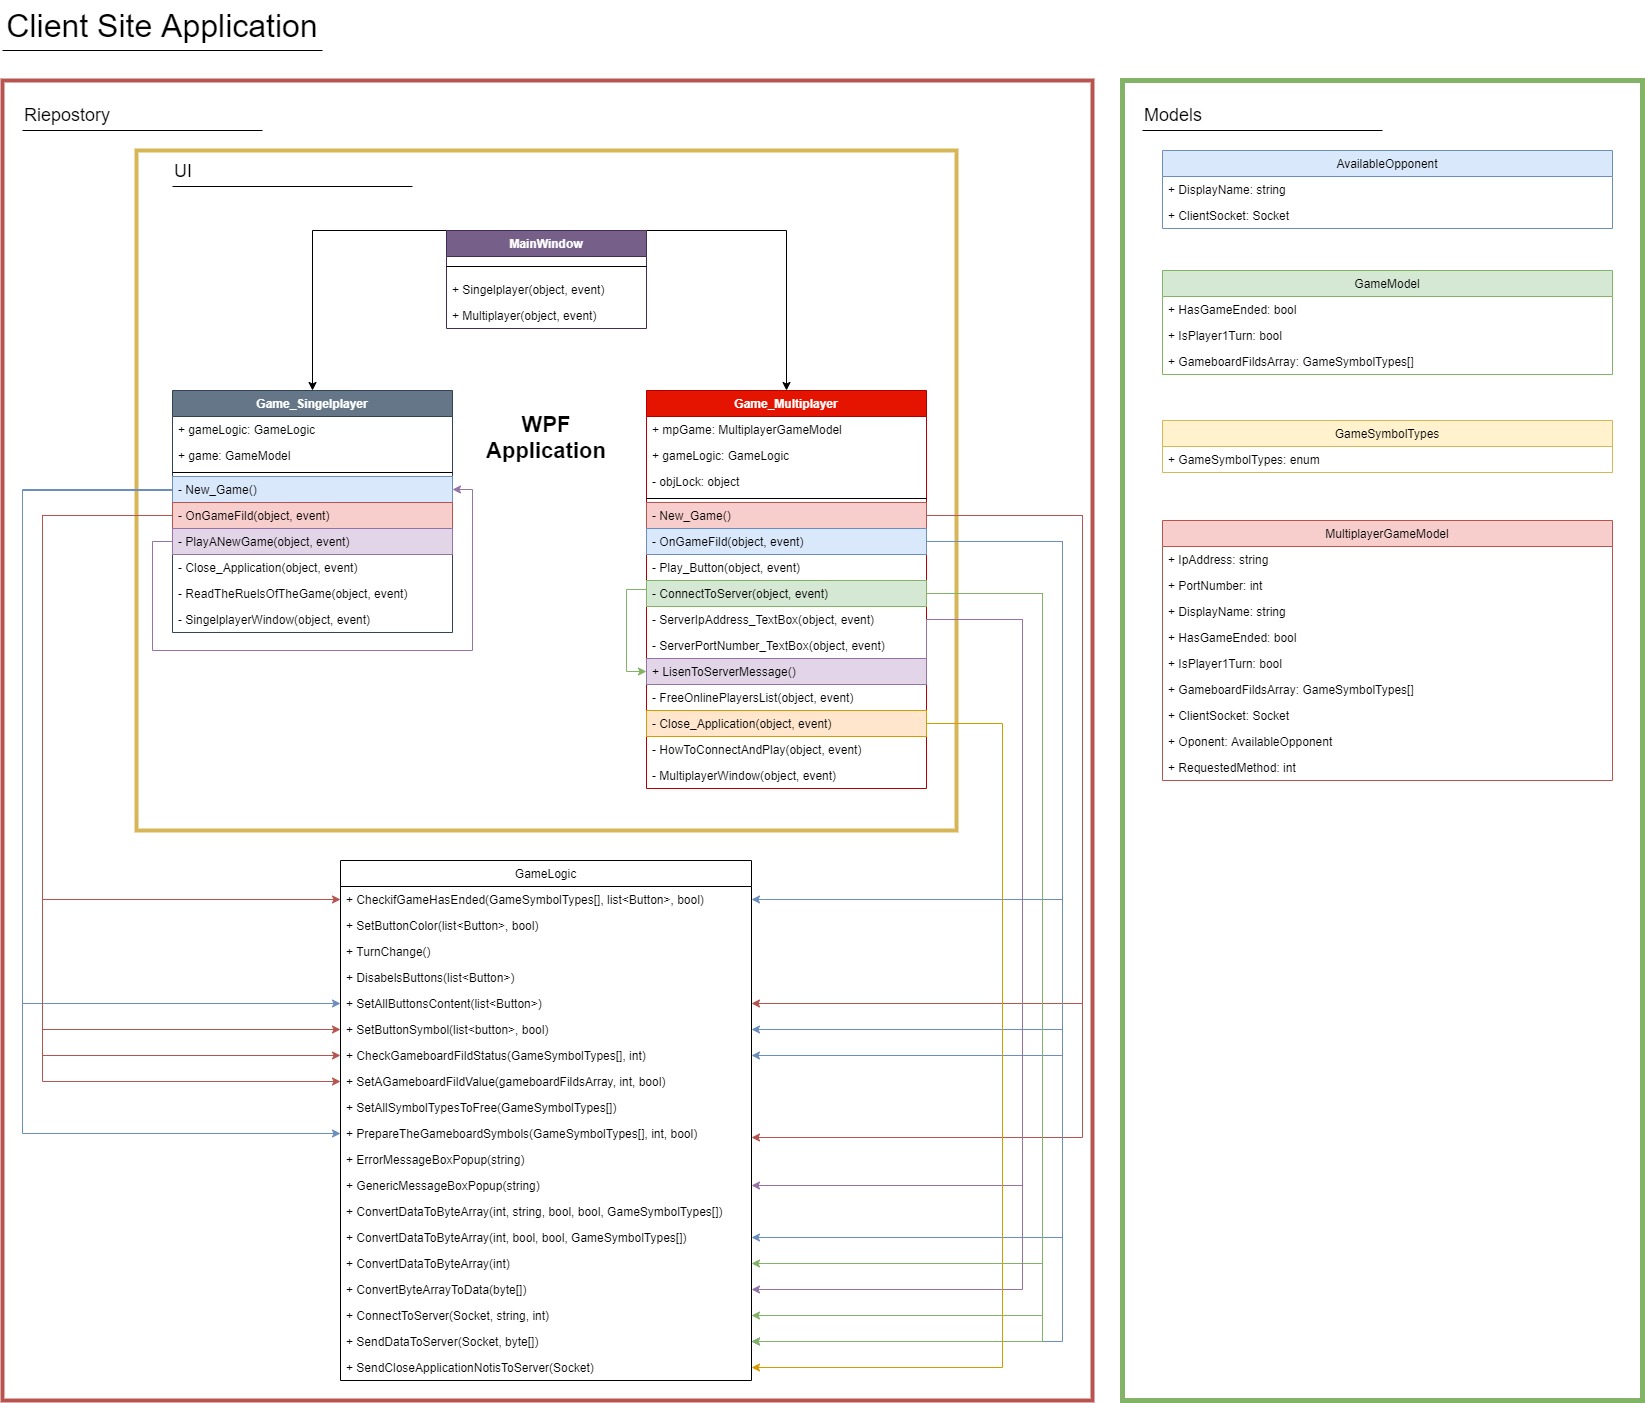 Client Site Application
Riepostory
UI
MainWindow
+ Singelplayer(object, event)
+ Multiplayer(object, event)
Game_Singelplayer
+ gameLogic: GameLogic
+ game: GameModel
- New_Game()
- OnGameFild(object, event)
- PlayANewGame(object, event)
- Close_Application(object, event)
- ReadTheRuelsOfTheGame(object, event)
- SingelplayerWindow(object, event)
WPF
Application
Game_Multiplayer
+ mpGame: MultiplayerGameModel
+ gameLogic: GameLogic
- objLock: object
- New_Game()
- OnGameFild(object, event)
- Play_Button(object, event)
- ConnectToServer(object, event)
- ServerIpAddress_TextBox(object, event)
- ServerPortNumber_TextBox(object, event)
+ LisenToServerMessage()
- FreeOnlinePlayersList(object, event)
- Close_Application(object, event)
- HowToConnectAndPlay(object, event)
- MultiplayerWindow(object, event)
GameLogic
+ CheckifGameHasEnded(GameSymbolTypes[], list<Button>, bool)
+ SetButtonColor(list<Button>, bool)
+ TurnChange()
+ DisabelsButtons(list<Button>)
+ SetAllButtonsContent(list<Button>)
+ SetButtonSymbol(list<button>, bool)
+ CheckGameboardFildStatus(GameSymbolTypes[], int)
+ SetAGameboardFildValue(gameboardFildsArray, int, bool)
+ SetAllSymbolTypesToFree(GameSymbolTypes[])
+ PrepareTheGameboardSymbols(GameSymbolTypes[], int, bool)
+ ErrorMessageBoxPopup(string)
+ GenericMessageBoxPopup(string)
+ ConvertDataToByteArray(int, string, bool, bool, GameSymbolTypes[])
+ ConvertDataToByteArray(int, bool, bool, GameSymbolTypes[])
+ ConvertDataToByteArray(int)
+ ConvertByteArrayToData(byte[])
+ ConnectToServer(Socket, string, int)
+ SendDataToServer(Socket, byte[])
+ SendCloseApplicationNotisToServer(Socket)
Models
AvailableOpponent
+ DisplayName: string
+ ClientSocket: Socket
GameModel
+ HasGameEnded: bool
+ IsPlayer1Turn: bool
+ GameboardFildsArray: GameSymbolTypes[]
GameSymbolTypes
+ GameSymbolTypes: enum
MultiplayerGameModel
+ IpAddress: string
+ PortNumber: int
+ DisplayName: string
+ HasGameEnded: bool
+ IsPlayer1Turn: bool
+ GameboardFildsArray: GameSymbolTypes[]
+ ClientSocket: Socket
+ Oponent: AvailableOpponent
+ RequestedMethod: int